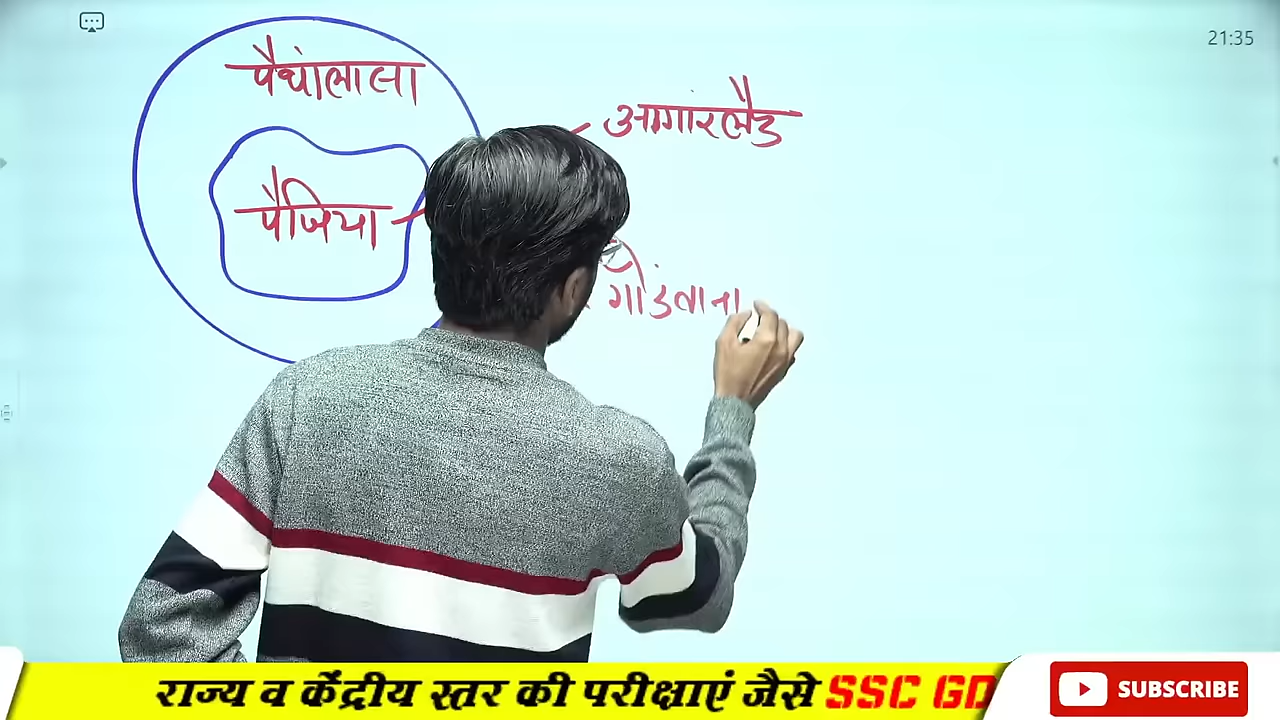 21:35
पैथांलासा
आगांरलैंड
पैंजिया
गोंडवाना
राज्य व केंद्रीय स्तर की परीक्षाएं जैसे SSC GD
SUBSCRIBE